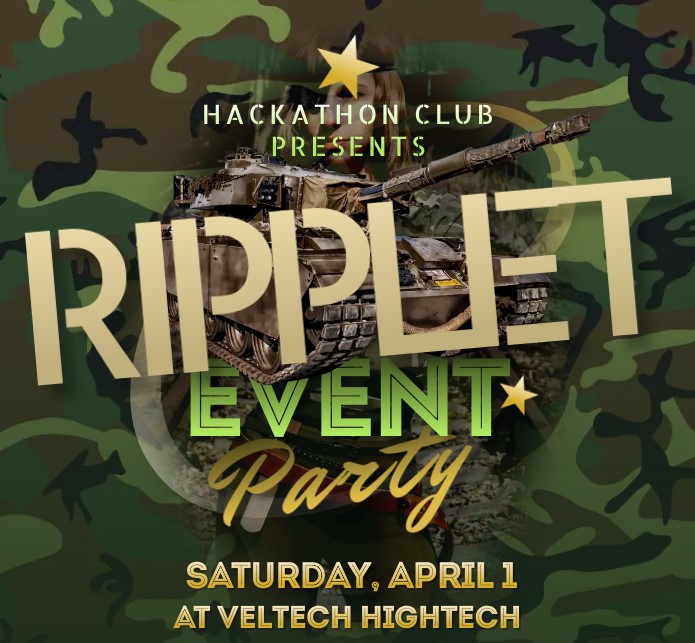 HACKATHON CLUB
PRESENTS
RIPPLET
EVENT
Party
SATURDAY, APRIL 1
AT VELTECH HIGHTECH